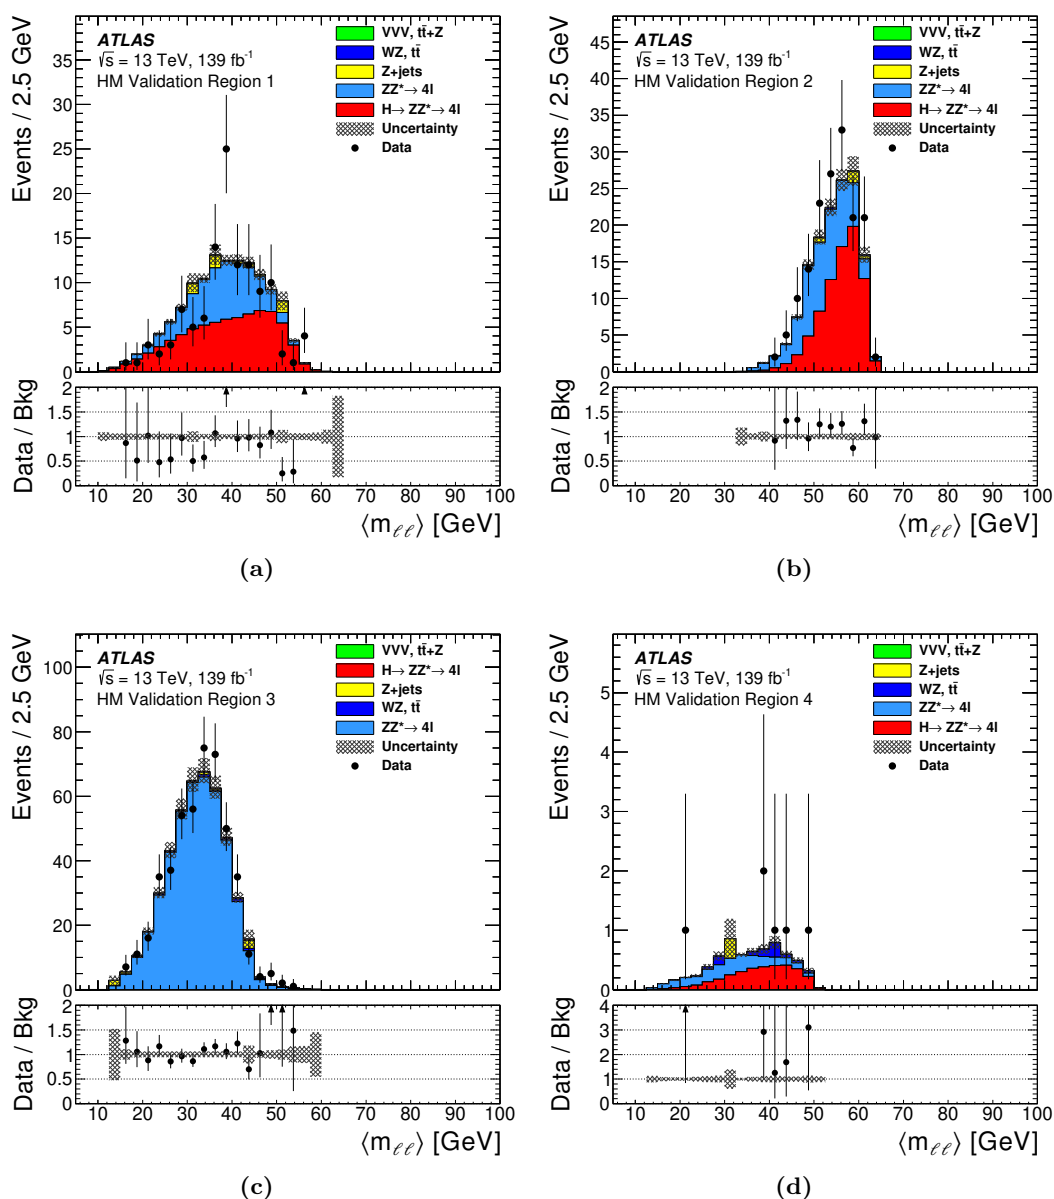 ATLAS
√s = 13 TeV, 139 fb⁻¹
HM Validation Region 1
VVV, tt̄+Z
WZ, tt̄
Z+jets
ZZ*→ 4l
H→ ZZ*→ 4l
Uncertainty
Data
Events / 2.5 GeV
0 5 10 15 20 25 30 35
Data / Bkg
0 0.5 1 1.5 2
10 20 30 40 50 60 70 80 90 100
⟨m_ℓℓ⟩ [GeV]
(a)
ATLAS
√s = 13 TeV, 139 fb⁻¹
HM Validation Region 2
VVV, tt̄+Z
WZ, tt̄
Z+jets
ZZ*→ 4l
H→ ZZ*→ 4l
Uncertainty
Data
Events / 2.5 GeV
0 5 10 15 20 25 30 35 40 45
Data / Bkg
0 0.5 1 1.5 2
10 20 30 40 50 60 70 80 90 100
⟨m_ℓℓ⟩ [GeV]
(b)
ATLAS
√s = 13 TeV, 139 fb⁻¹
HM Validation Region 3
VVV, tt̄+Z
H→ ZZ*→ 4l
Z+jets
WZ, tt̄
ZZ*→ 4l
Uncertainty
Data
Events / 2.5 GeV
0 20 40 60 80 100
Data / Bkg
0 0.5 1 1.5 2
10 20 30 40 50 60 70 80 90 100
⟨m_ℓℓ⟩ [GeV]
(c)
ATLAS
√s = 13 TeV, 139 fb⁻¹
HM Validation Region 4
VVV, tt̄+Z
Z+jets
WZ, tt̄
ZZ*→ 4l
H→ ZZ*→ 4l
Uncertainty
Data
Events / 2.5 GeV
0 1 2 3 4 5
Data / Bkg
0 1 2 3 4
10 20 30 40 50 60 70 80 90 100
⟨m_ℓℓ⟩ [GeV]
(d)